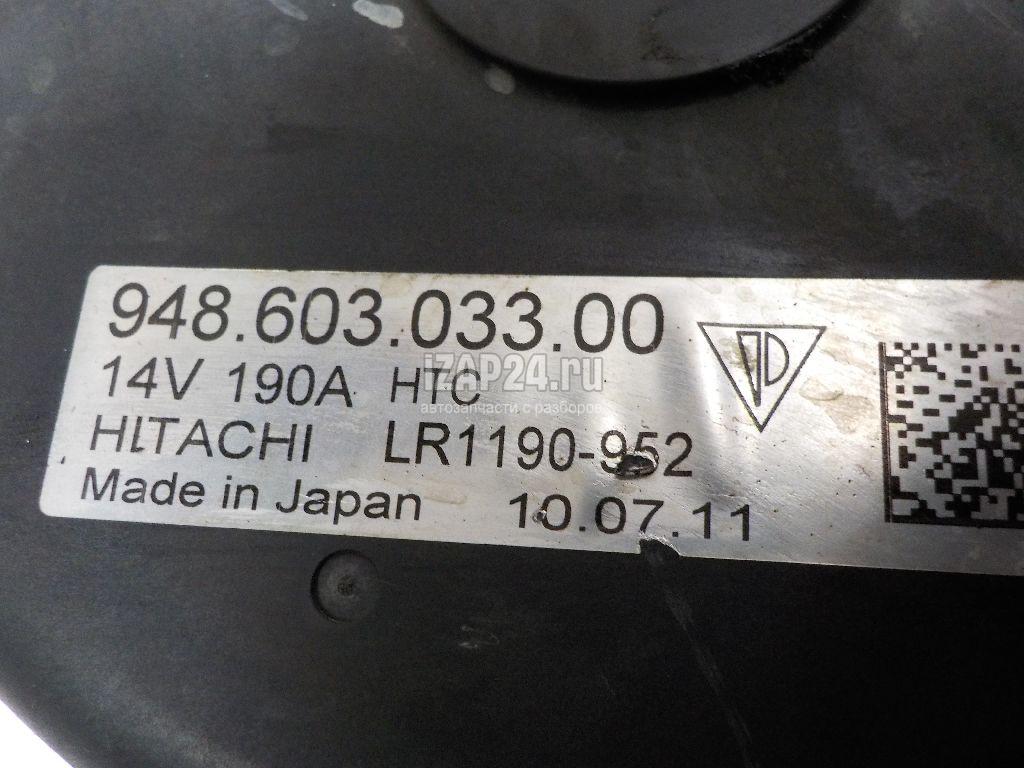 948.603.033.00
14V 190A HTC
iZAP24.ru
автозапчасти с разборов
HITACHI LR1190-952
Made in Japan 10.07.11